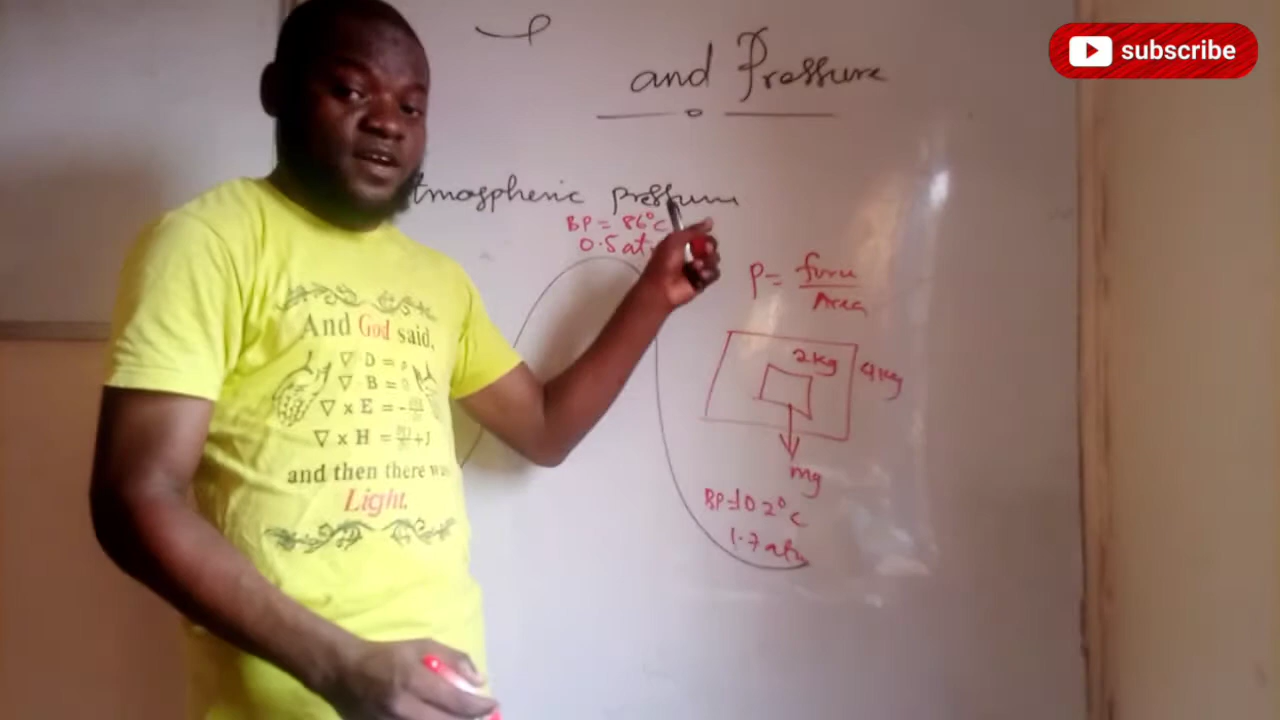 subscribe
and Pressure
tmospheric pressure
BP = 86°c
0.5 at
P = force
Area
2kg
4kg
mg
BP=102°c
1.7 atm
And God said,
∇ · D = ρ
∇ · B = 0
∇ x E = -
∇ x H = + J
and then there wa
Light.